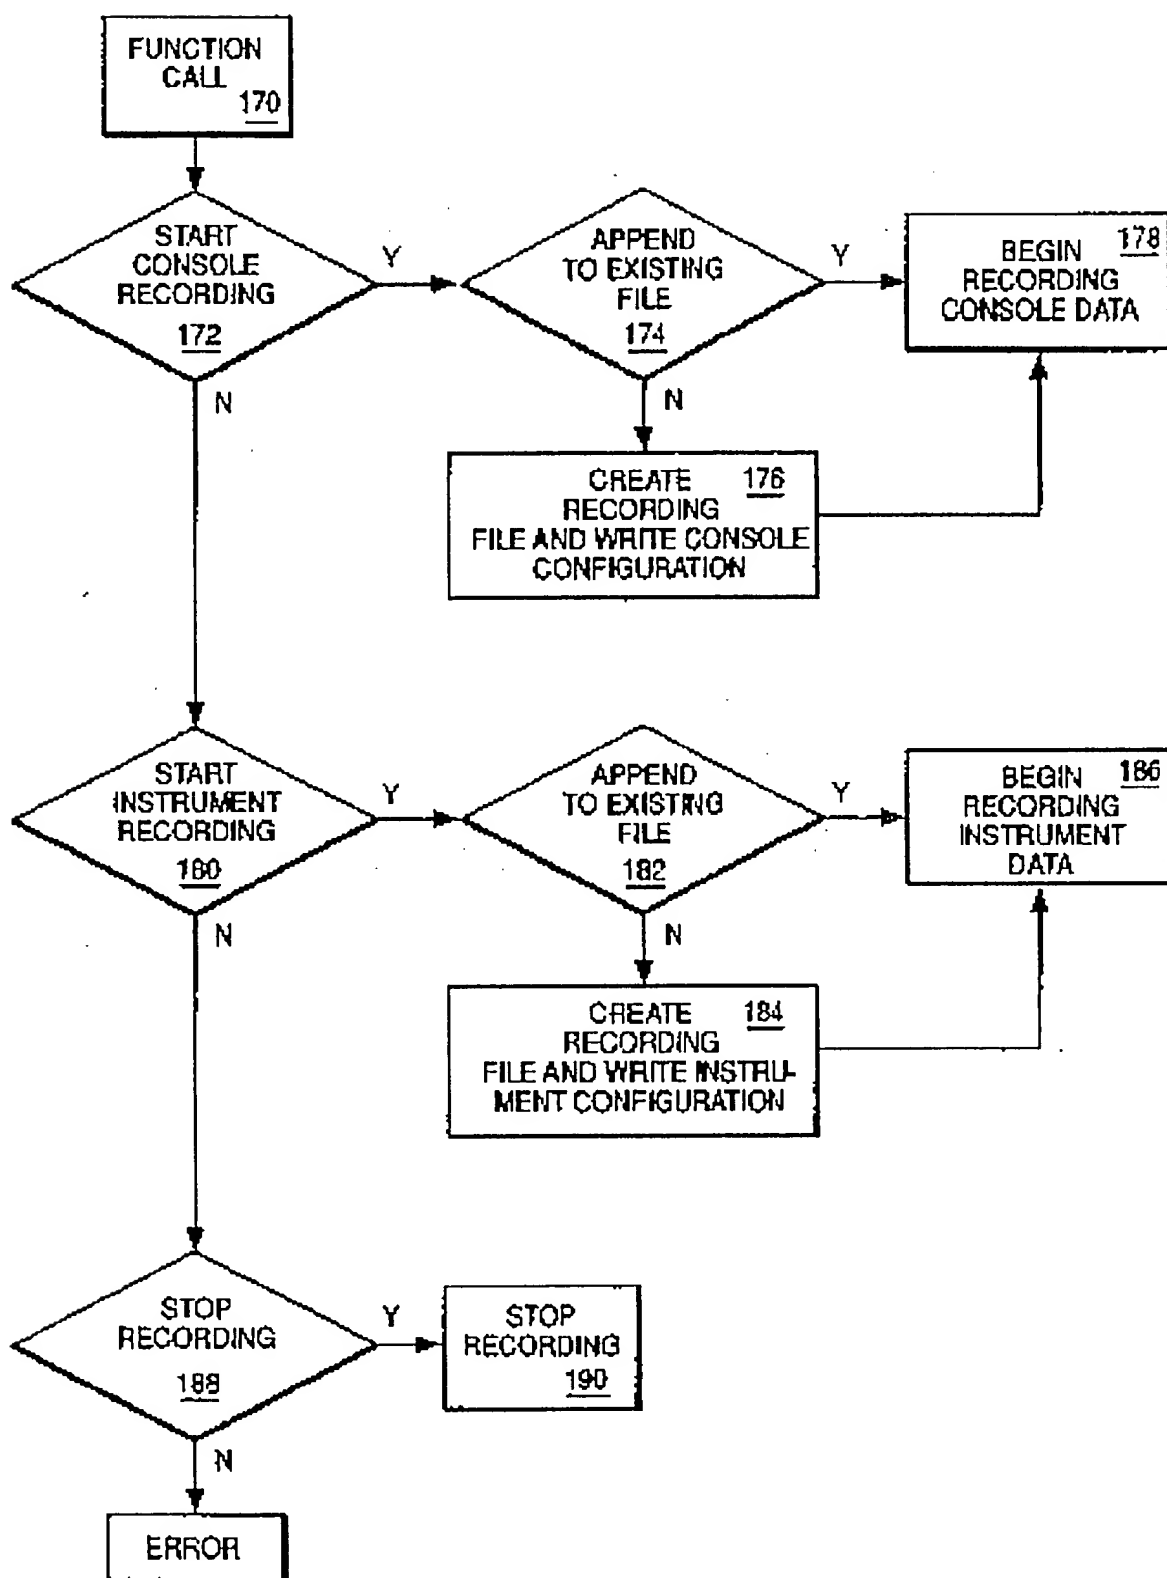 FUNCTION
CALL
170
START
CONSOLE
RECORDING
172
Y
N
APPEND
TO EXISTING
FILE
174
Y
N
BEGIN 178
RECORDING
CONSOLE DATA
CREATE 176
RECORDING
FILE AND WRITE CONSOLE
CONFIGURATION
START
INSTRUMENT
RECORDING
180
Y
N
APPEND
TO EXISTING
FILE
182
Y
N
BEGIN 186
RECORDING
INSTRUMENT
DATA
CREATE 184
RECORDING
FILE AND WRITE INSTRU-
MENT CONFIGURATION
STOP
RECORDING
188
Y
N
STOP
RECORDING
190
ERROR